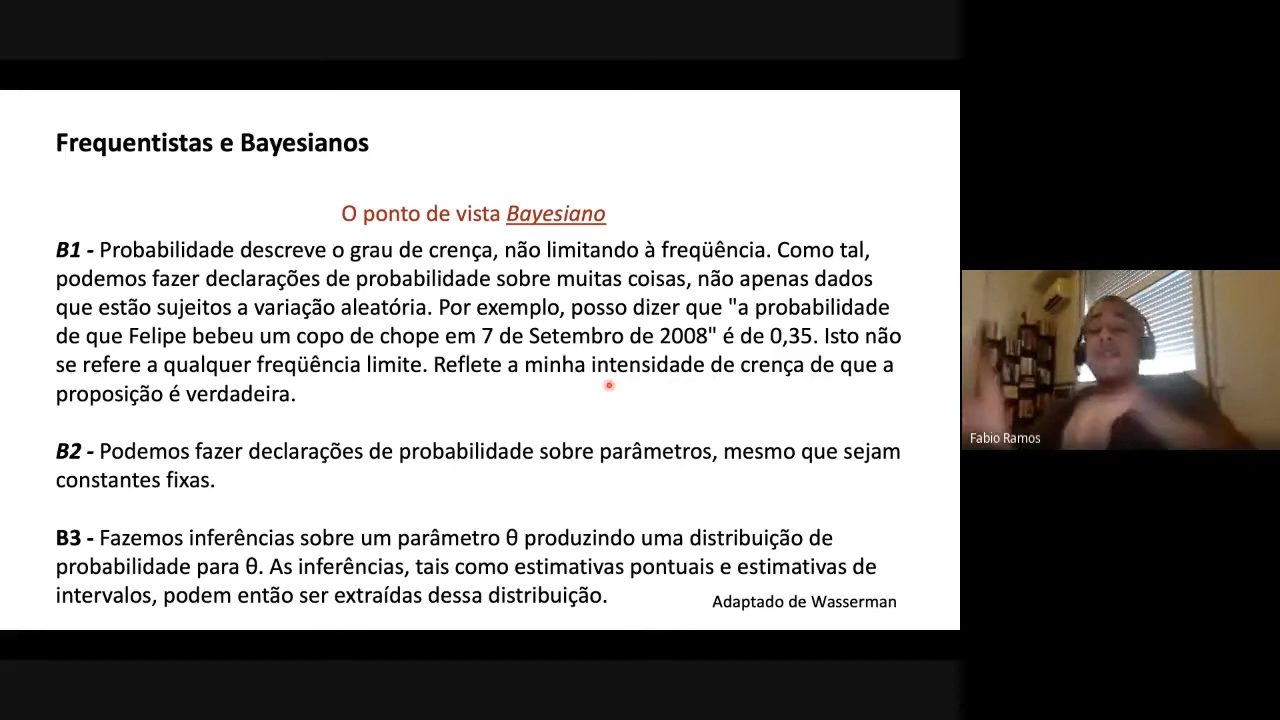 Frequentistas e Bayesianos
O ponto de vista Bayesiano
B1 - Probabilidade descreve o grau de crença, não limitando à freqüência. Como tal,
podemos fazer declarações de probabilidade sobre muitas coisas, não apenas dados
que estão sujeitos a variação aleatória. Por exemplo, posso dizer que "a probabilidade
de que Felipe bebeu um copo de chope em 7 de Setembro de 2008" é de 0,35. Isto não
se refere a qualquer freqüência limite. Reflete a minha intensidade de crença de que a
proposição é verdadeira.
B2 - Podemos fazer declarações de probabilidade sobre parâmetros, mesmo que sejam
constantes fixas.
B3 - Fazemos inferências sobre um parâmetro θ produzindo uma distribuição de
probabilidade para θ. As inferências, tais como estimativas pontuais e estimativas de
intervalos, podem então ser extraídas dessa distribuição.
Adaptado de Wasserman
Fabio Ramos